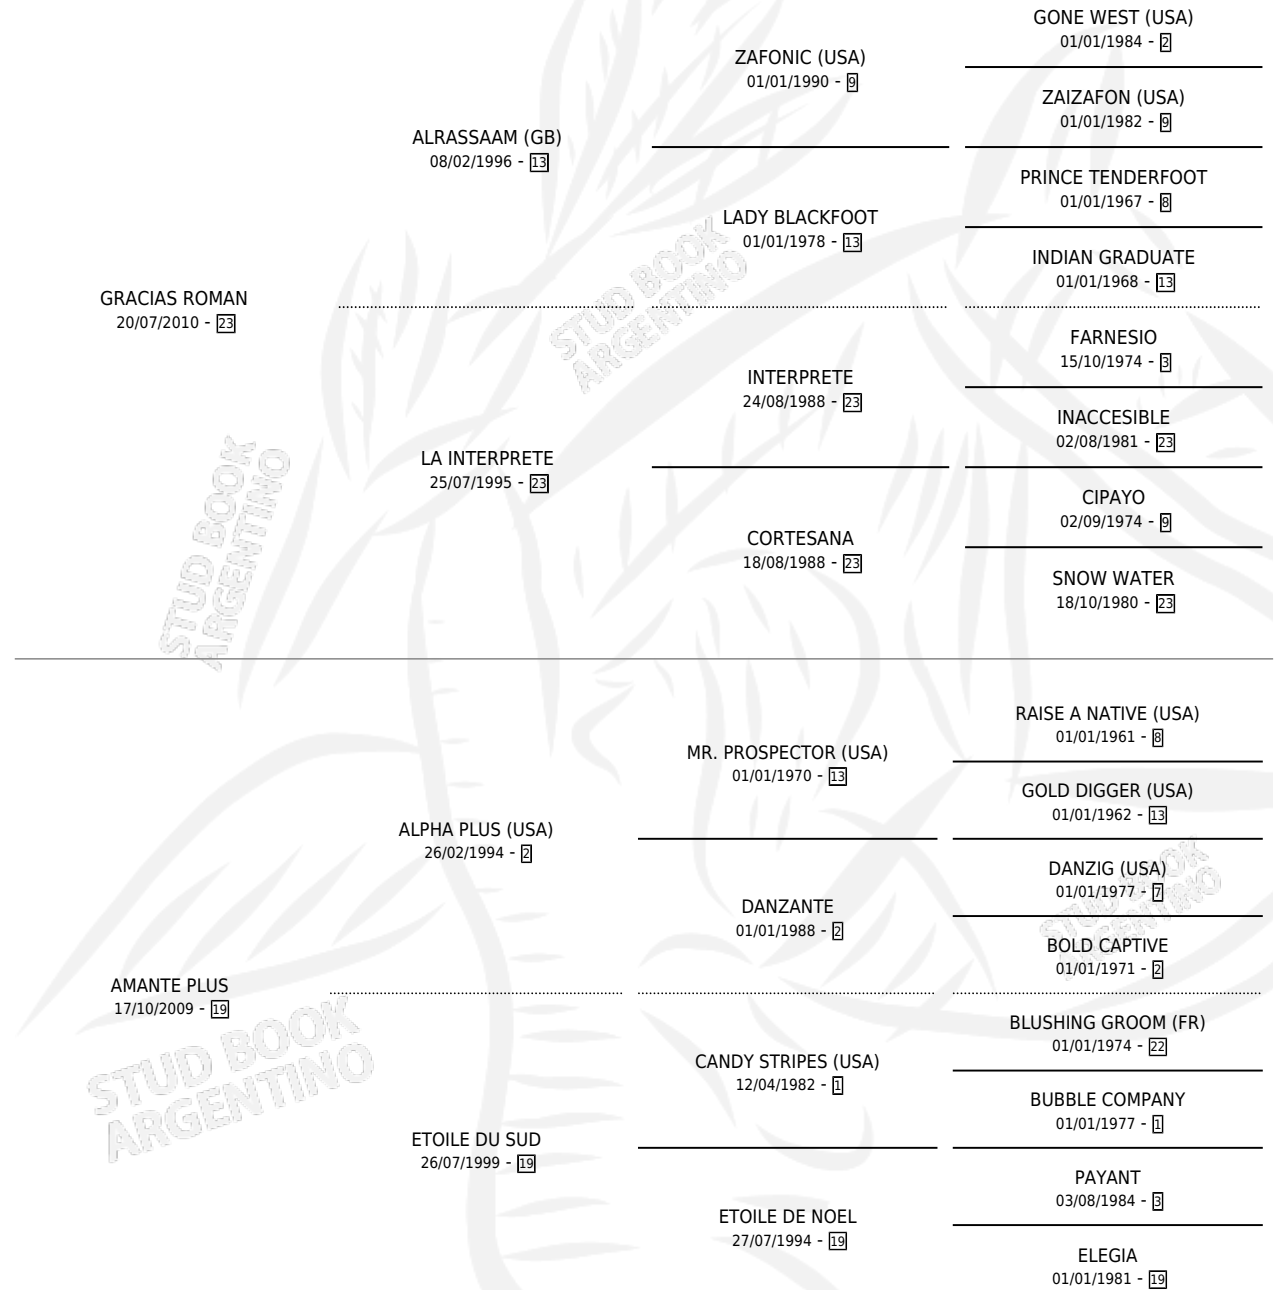 GONE WEST (USA)
01/01/1984 - 2
ZAFONIC (USA)
01/01/1990 - 9
ZAIZAFON (USA)
01/01/1982 - 9
ALRASSAAM (GB)
08/02/1996 - 13
PRINCE TENDERFOOT
01/01/1967 - 8
LADY BLACKFOOT
01/01/1978 - 13
INDIAN GRADUATE
01/01/1968 - 13
GRACIAS ROMAN
20/07/2010 - 23
STUD BOOK
ARGENTINO
FARNESIO
15/10/1974 - 3
INTERPRETE
24/08/1988 - 23
INACCESIBLE
02/08/1981 - 23
LA INTERPRETE
25/07/1995 - 23
CIPAYO
02/09/1974 - 9
CORTESANA
18/08/1988 - 23
SNOW WATER
18/10/1980 - 23
STUD BOOK
ARGENTINO
RAISE A NATIVE (USA)
01/01/1961 - 8
MR. PROSPECTOR (USA)
01/01/1970 - 13
GOLD DIGGER (USA)
01/01/1962 - 13
ALPHA PLUS (USA)
26/02/1994 - 2
DANZIG (USA)
01/01/1977 - 7
DANZANTE
01/01/1988 - 2
STUD BOOK
ARGENTINO
BOLD CAPTIVE
01/01/1971 - 2
AMANTE PLUS
17/10/2009 - 19
BLUSHING GROOM (FR)
01/01/1974 - 22
CANDY STRIPES (USA)
12/04/1982 - 1
BUBBLE COMPANY
01/01/1977 - 1
STUD BOOK
ARGENTINO
ETOILE DU SUD
26/07/1999 - 19
PAYANT
03/08/1984 - 3
ETOILE DE NOEL
27/07/1994 - 19
ELEGIA
01/01/1981 - 19